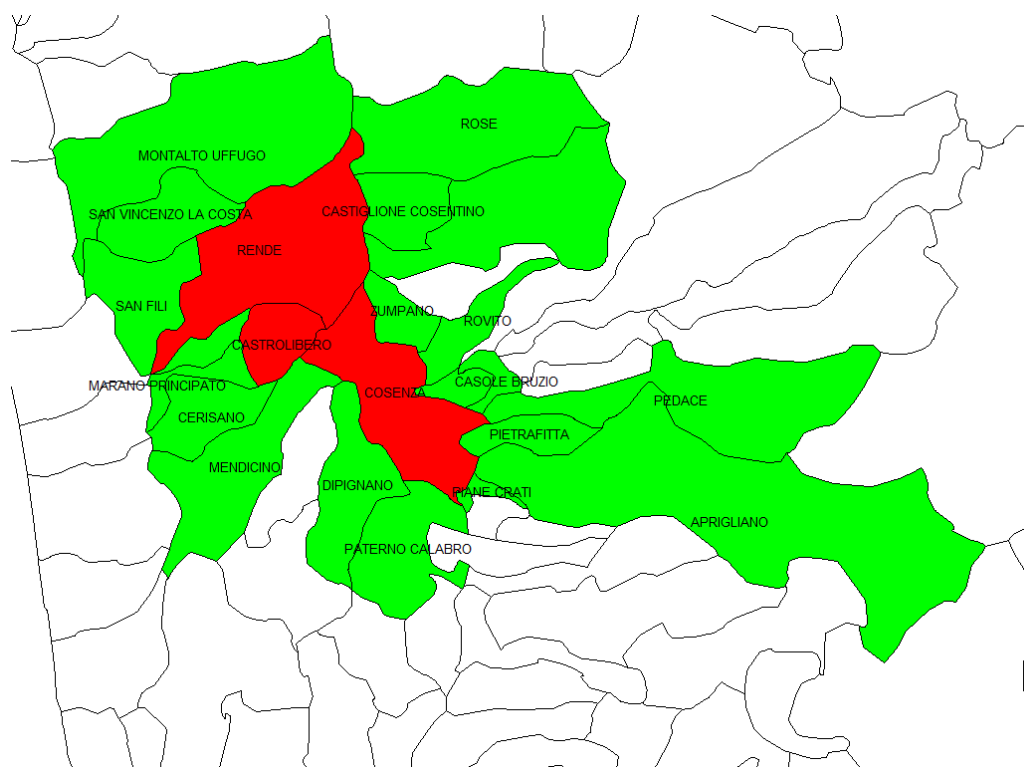 ROSE
MONTALTO UFFUGO
SAN VINCENZO LA COSTA
CASTIGLIONE COSENTINO
RENDE
SAN FILI
ZUMPANO
ROVITO
CASTROLIBERO
MARANO PRINCIPATO
CASOLE BRUZIO
COSENZA
PEDACE
CERISANO
PIETRAFITTA
MENDICINO
DIPIGNANO
PIANE CRATI
APRIGLIANO
PATERNO CALABRO